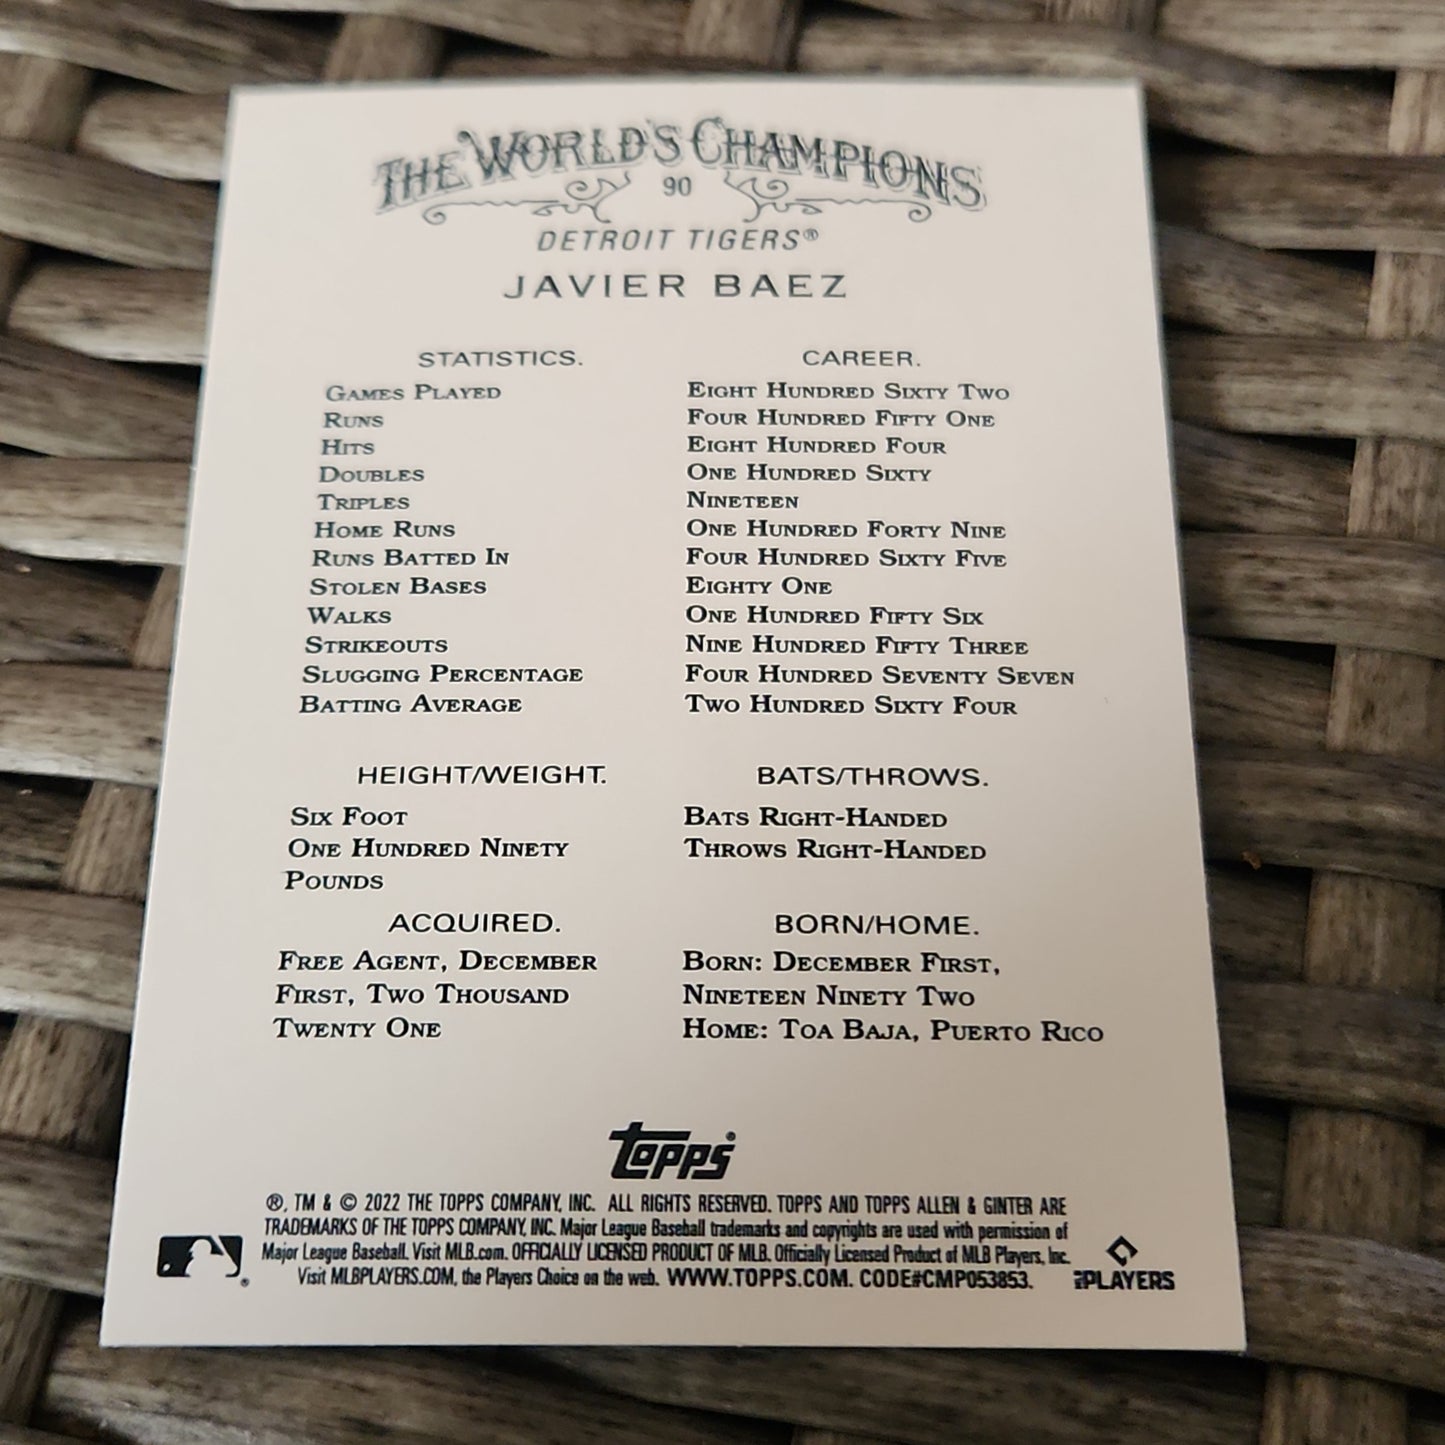 THE WORLD'S CHAMPIONS
90
DETROIT TIGERS®
JAVIER BAEZ
STATISTICS. CAREER.
GAMES PLAYED EIGHT HUNDRED SIXTY TWO
RUNS FOUR HUNDRED FIFTY ONE
HITS EIGHT HUNDRED FOUR
DOUBLES ONE HUNDRED SIXTY
TRIPLES NINETEEN
HOME RUNS ONE HUNDRED FORTY NINE
RUNS BATTED IN FOUR HUNDRED SIXTY FIVE
STOLEN BASES EIGHTY ONE
WALKS ONE HUNDRED FIFTY SIX
STRIKEOUTS NINE HUNDRED FIFTY THREE
SLUGGING PERCENTAGE FOUR HUNDRED SEVENTY SEVEN
BATTING AVERAGE TWO HUNDRED SIXTY FOUR
HEIGHT/WEIGHT.
SIX FOOT
ONE HUNDRED NINETY
POUNDS
BATS/THROWS.
BATS RIGHT-HANDED
THROWS RIGHT-HANDED
ACQUIRED.
FREE AGENT, DECEMBER
FIRST, TWO THOUSAND
TWENTY ONE
BORN/HOME.
BORN: DECEMBER FIRST,
NINETEEN NINETY TWO
HOME: TOA BAJA, PUERTO RICO
topps®
®, TM & © 2022 THE TOPPS COMPANY, INC. ALL RIGHTS RESERVED. TOPPS AND TOPPS ALLEN & GINTER ARE
TRADEMARKS OF THE TOPPS COMPANY, INC. Major League Baseball trademarks and copyrights are used with permission of
Major League Baseball. Visit MLB.com. OFFICIALLY LICENSED PRODUCT OF MLB. Officially Licensed Product of MLB Players, Inc.
Visit MLBPLAYERS.COM, the Players Choice on the web. WWW.TOPPS.COM. CODE#CMP053853.
®
MLB PLAYERS